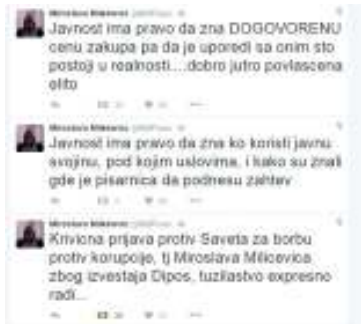 Javnost ima pravo da zna DOGOVORENU
cenu zakupa pa da je uporedi sa onim sto
postoji u realnosti....dobro jutro povlascena
elito
Javnost ima pravo da zna ko koristi javnu
svojinu, pod kojim uslovima, i kako su znali
gde je pisarnica da podnesu zahtev
Krivicna prijava protiv Saveta za borbu
protiv korupcije, tj Miroslava Milicevica
zbog izvestaja Dipos, tuzilastvo expresno
radi...